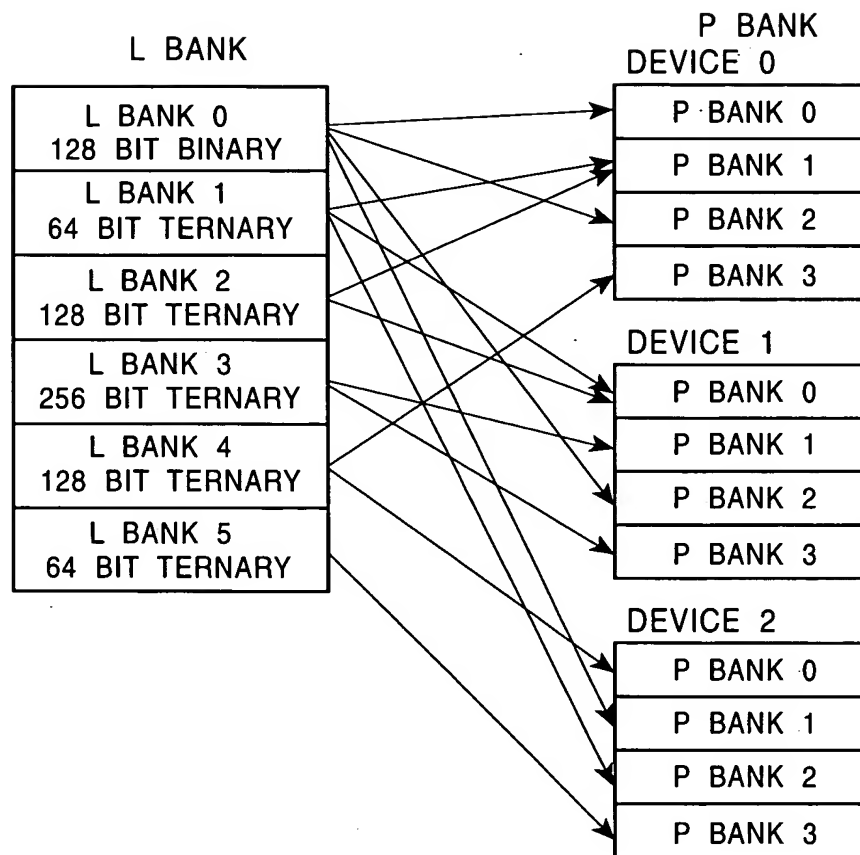 L BANK
L BANK 0
128 BIT BINARY
L BANK 1
64 BIT TERNARY
L BANK 2
128 BIT TERNARY
L BANK 3
256 BIT TERNARY
L BANK 4
128 BIT TERNARY
L BANK 5
64 BIT TERNARY
P BANK
DEVICE 0
P BANK 0
P BANK 1
P BANK 2
P BANK 3
DEVICE 1
P BANK 0
P BANK 1
P BANK 2
P BANK 3
DEVICE 2
P BANK 0
P BANK 1
P BANK 2
P BANK 3